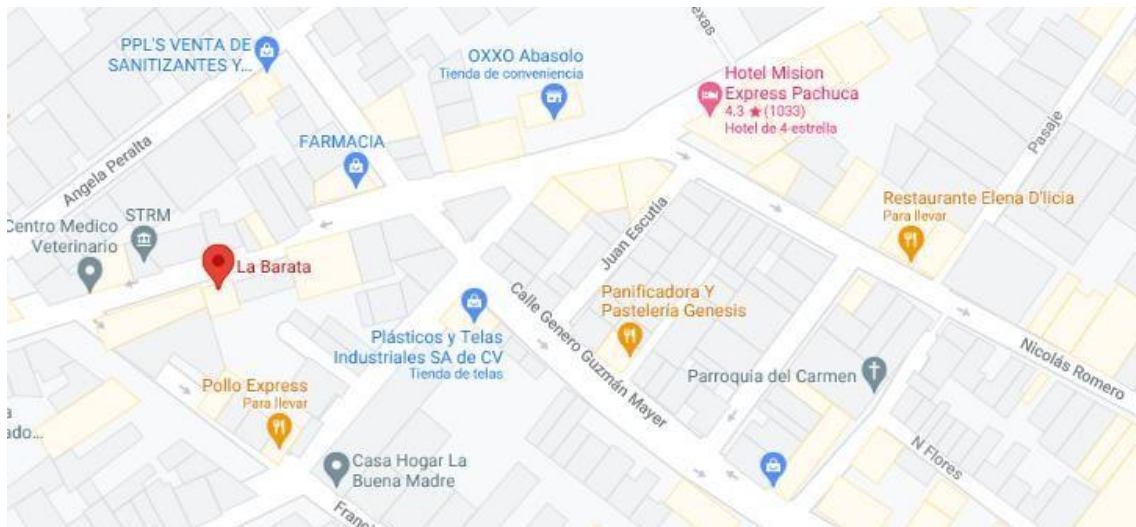 PPL'S VENTA DE
SANITIZANTES Y...
OXXO Abasolo
Tienda de conveniencia
Hotel Mision
Express Pachuca
4.3 ★ (1033)
Hotel de 4 estrella
Pasaje
FARMACIA
Angela Peralta
Restaurante Elena D'licia
Para llevar
Centro Medico
Veterinario
STRM
La Barata
Juan Escutia
Calle Genero Guzmán Mayer
Panificadora Y
Pastelería Genesis
Plásticos y Telas
Industriales SA de CV
Tienda de telas
Nicolás Romero
Parroquia del Carmen
Pollo Express
Para llevar
N Flores
ado...
Casa Hogar La
Buena Madre